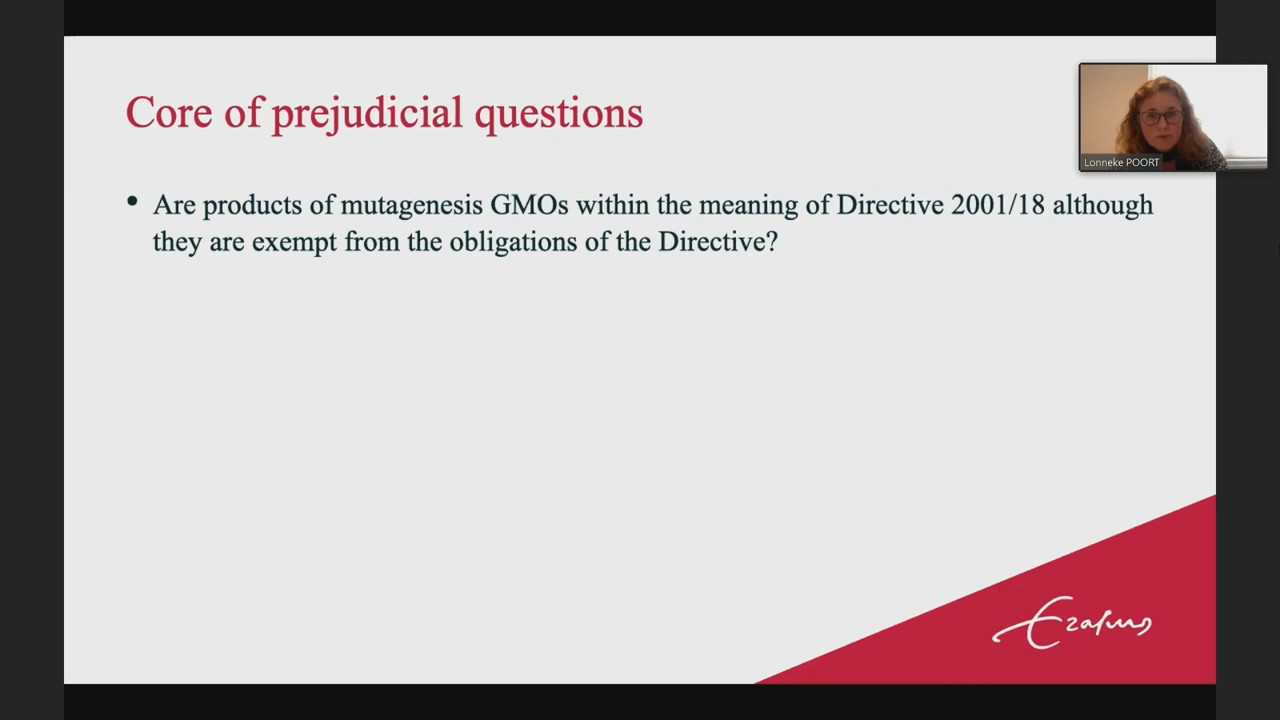 Core of prejudicial questions
Lonneke POORT
• Are products of mutagenesis GMOs within the meaning of Directive 2001/18 although
they are exempt from the obligations of the Directive?
Erasmus